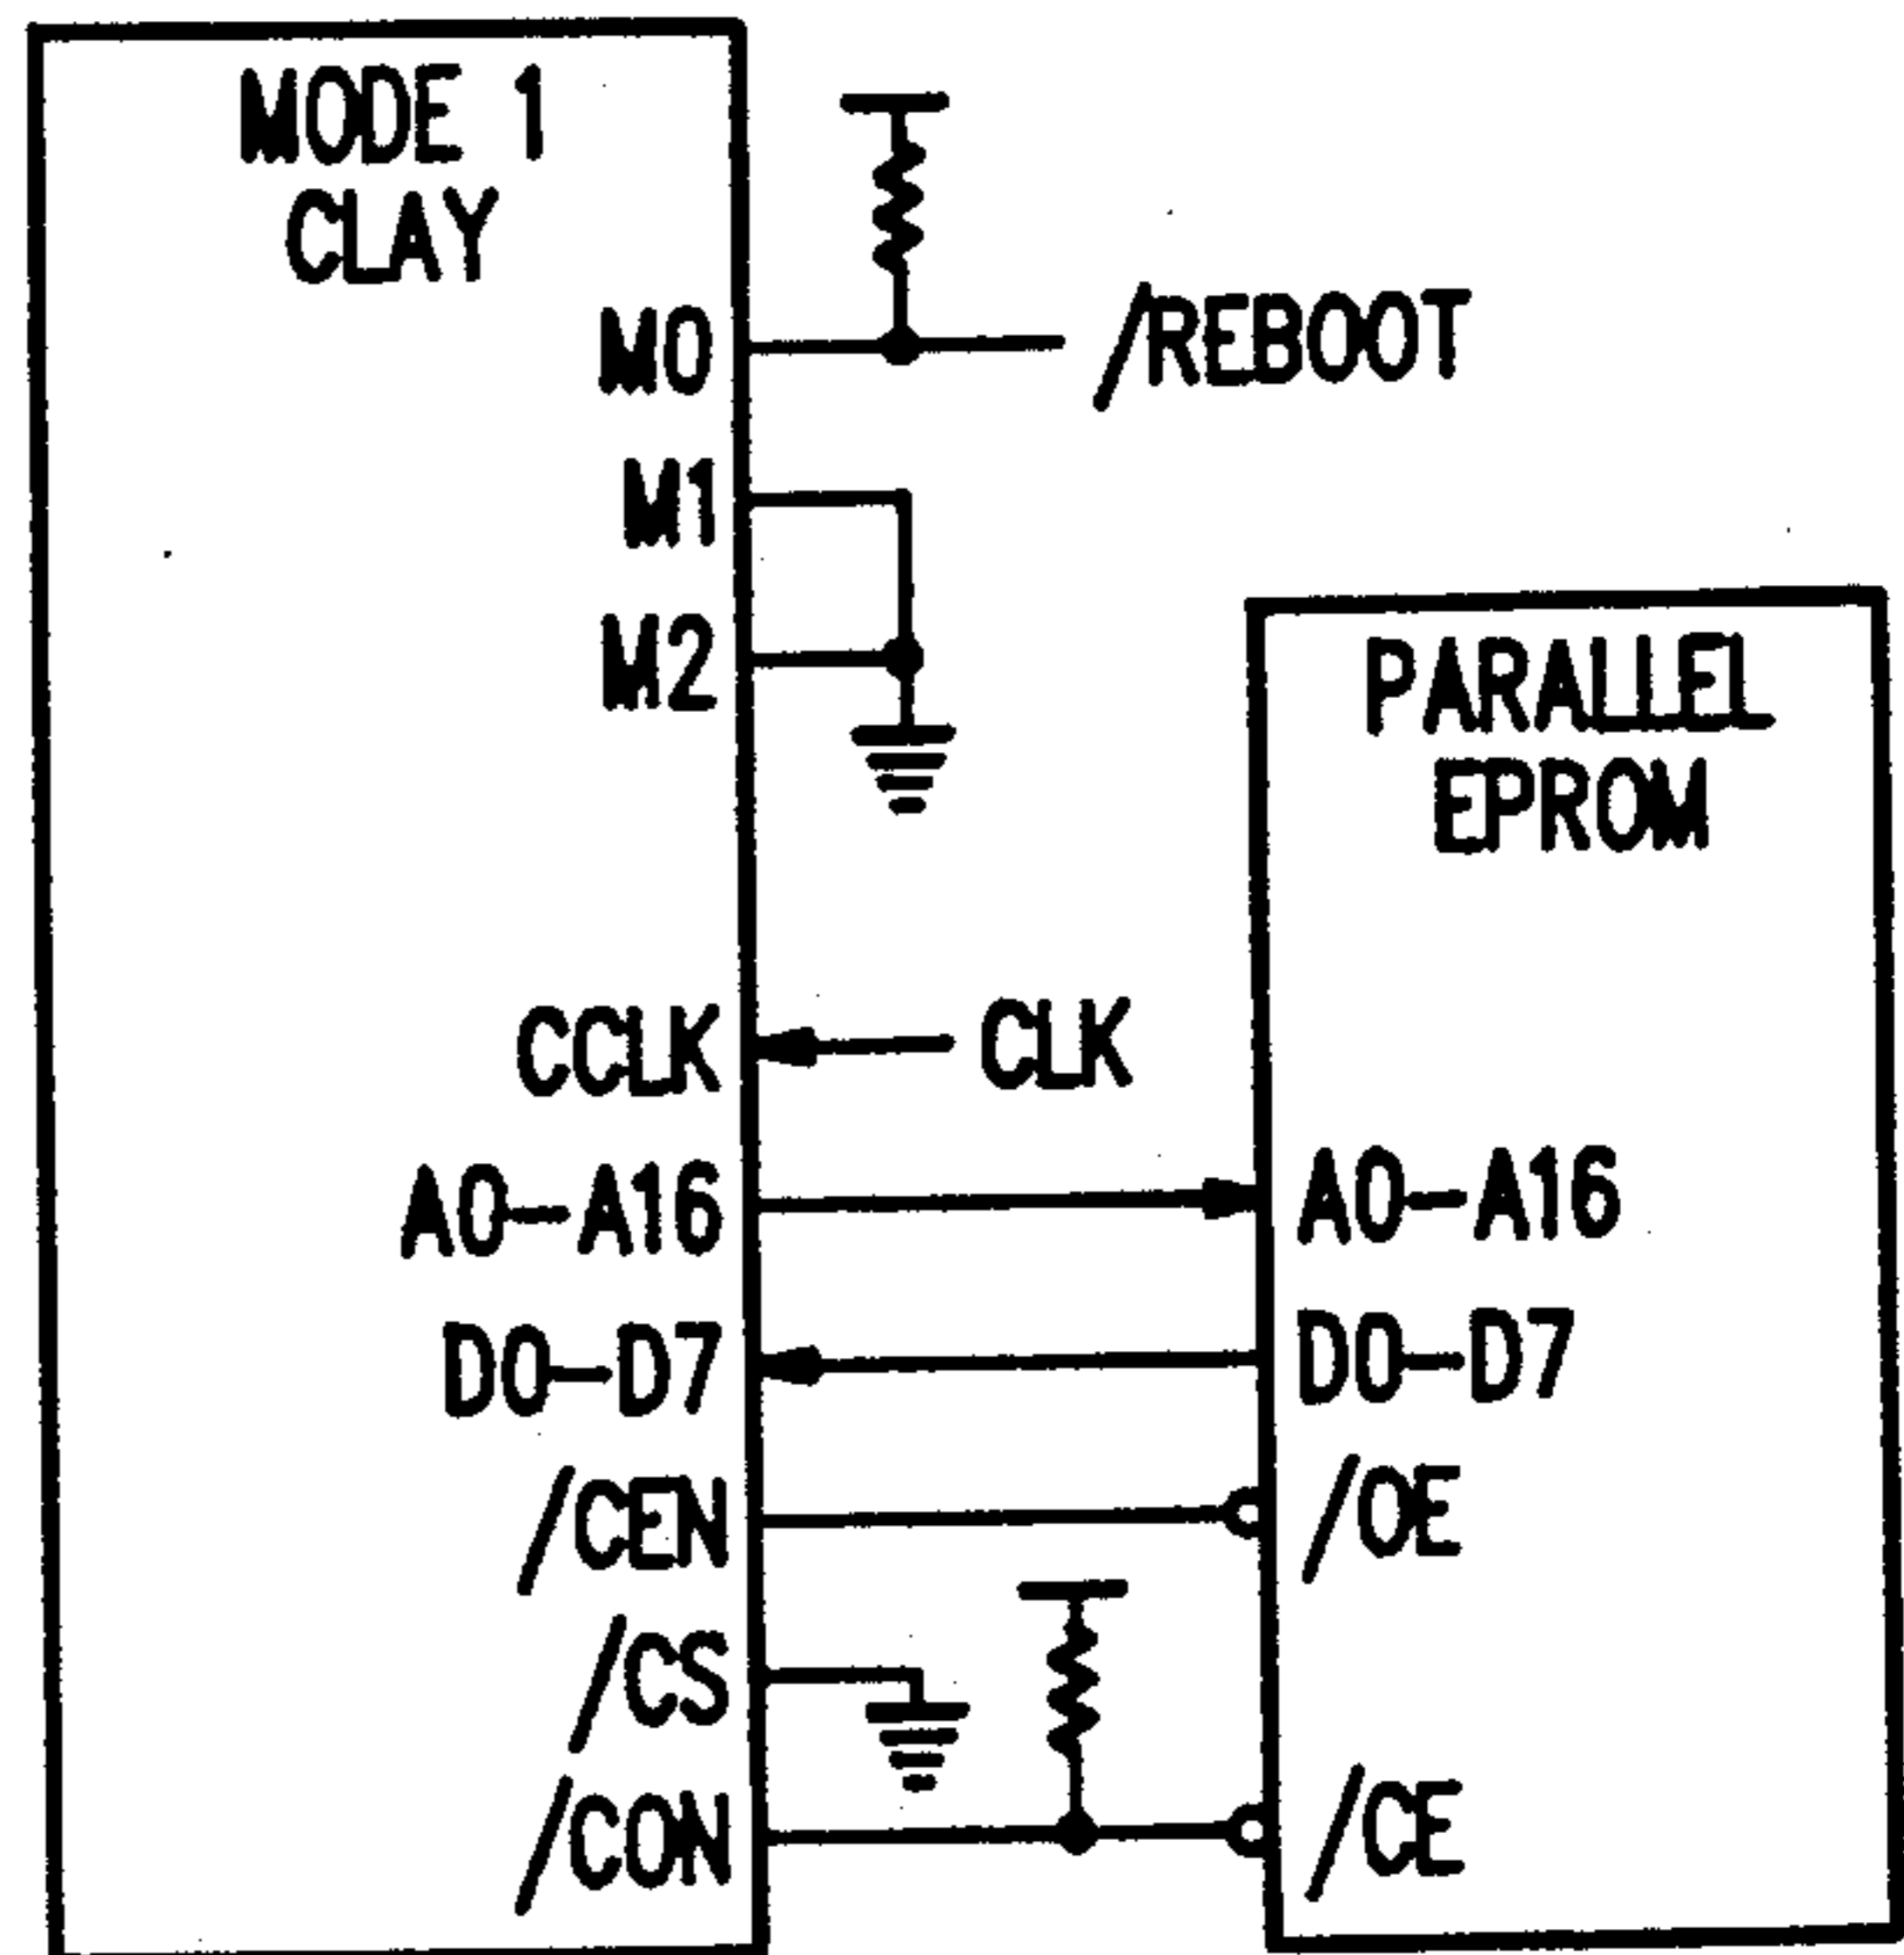 MODE 1
CLAY
M0
/REBOOT
M1
M2
PARALLEL
EPROM
CCLK
CLK
A0-A16
A0-A16
D0-D7
D0-D7
/CEN
/OE
/CS
/CON
/CE